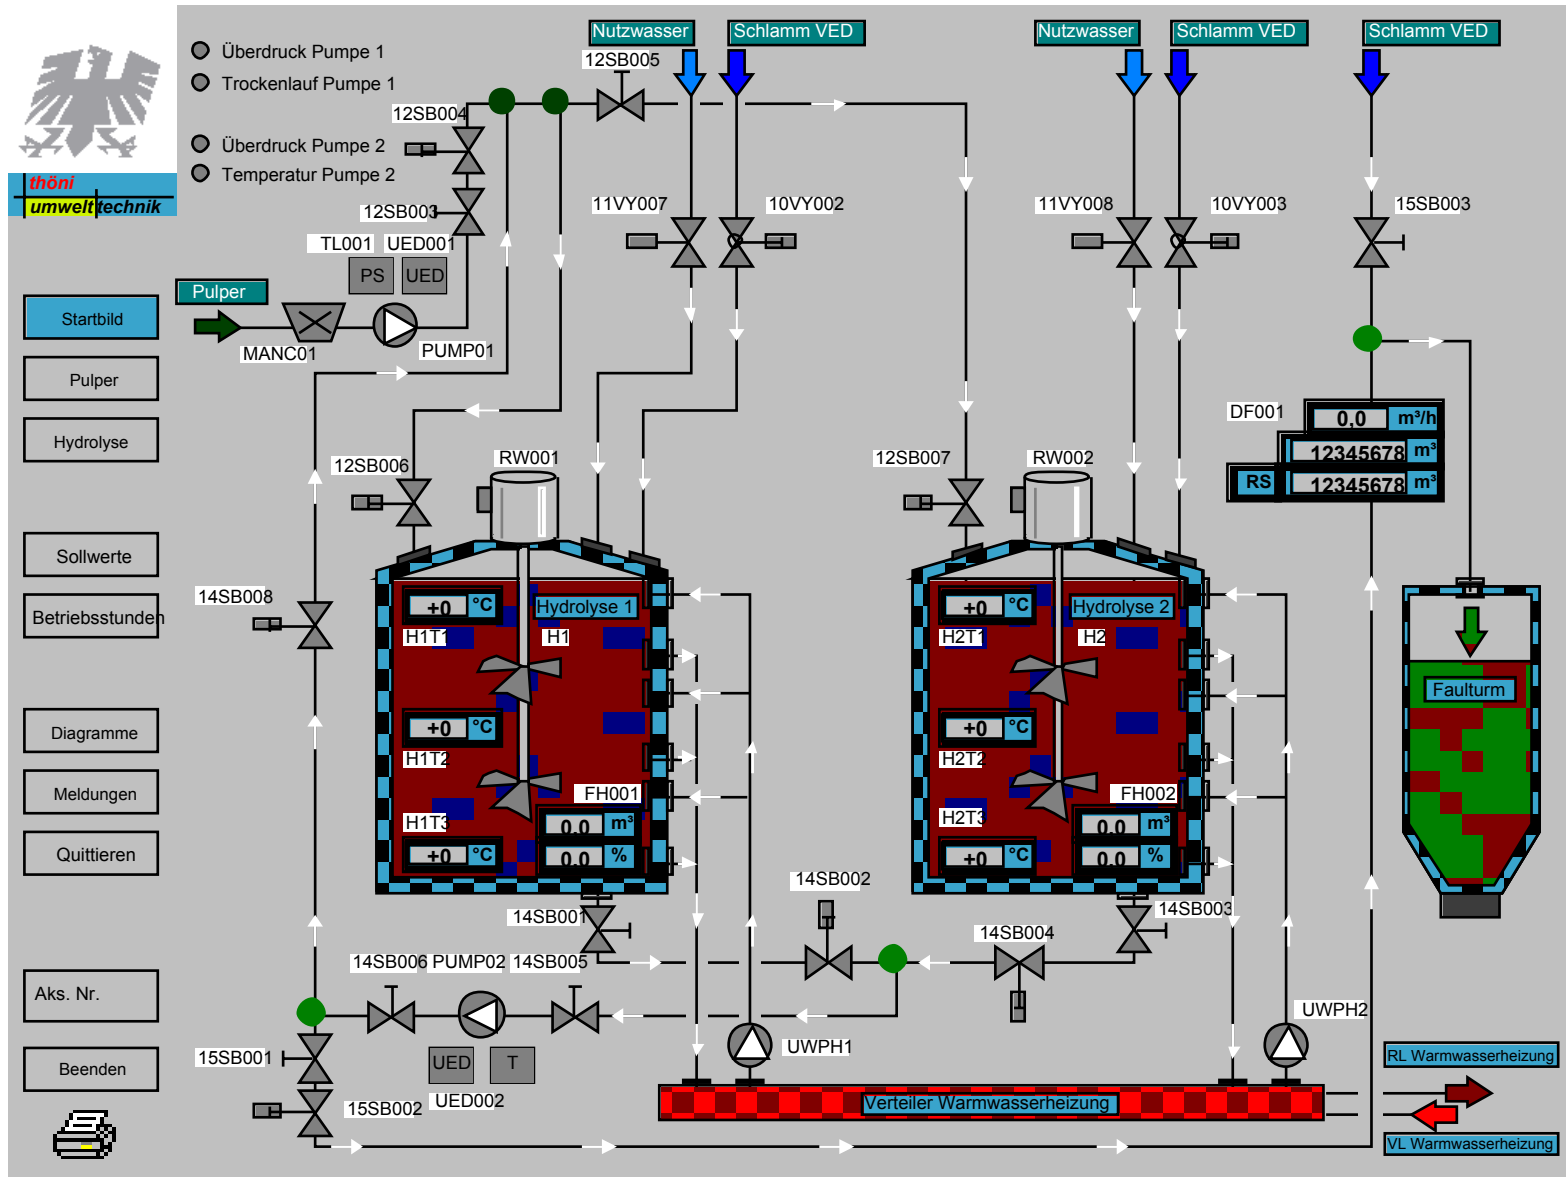 Nutzwasser
Schlamm VED
Nutzwasser
Schlamm VED
Schlamm VED
Überdruck Pumpe 1
Trockenlauf Pumpe 1
12SB005
12SB004
Überdruck Pumpe 2
Temperatur Pumpe 2
thöni
umwelttechnik
12SB003
11VY007
10VY002
11VY008
10VY003
15SB003
TL001
UED001
PS
UED
Pulper
Startbild
MANC01
PUMP01
Pulper
DF001
0,0 m³/h
12345678 m³
RS 12345678 m³
Hydrolyse
12SB006
RW001
12SB007
RW002
Sollwerte
14SB008
Betriebsstunden
+0 °C
Hydrolyse 1
H1T1
H1
+0 °C
Hydrolyse 2
H2T1
H2
Faulturm
Diagramme
+0 °C
H1T2
+0 °C
H2T2
Meldungen
FH001
FH002
H1T3
0,0 m³
H2T3
0,0 m³
Quittieren
+0 °C
0,0 %
+0 °C
0,0 %
14SB002
14SB001
14SB003
14SB004
14SB006
PUMP02
14SB005
Aks. Nr.
UWPH2
UWPH1
15SB001
UED
T
RL Warmwasserheizung
Beenden
UED002
15SB002
Verteiler Warmwasserheizung
VL Warmwasserheizung